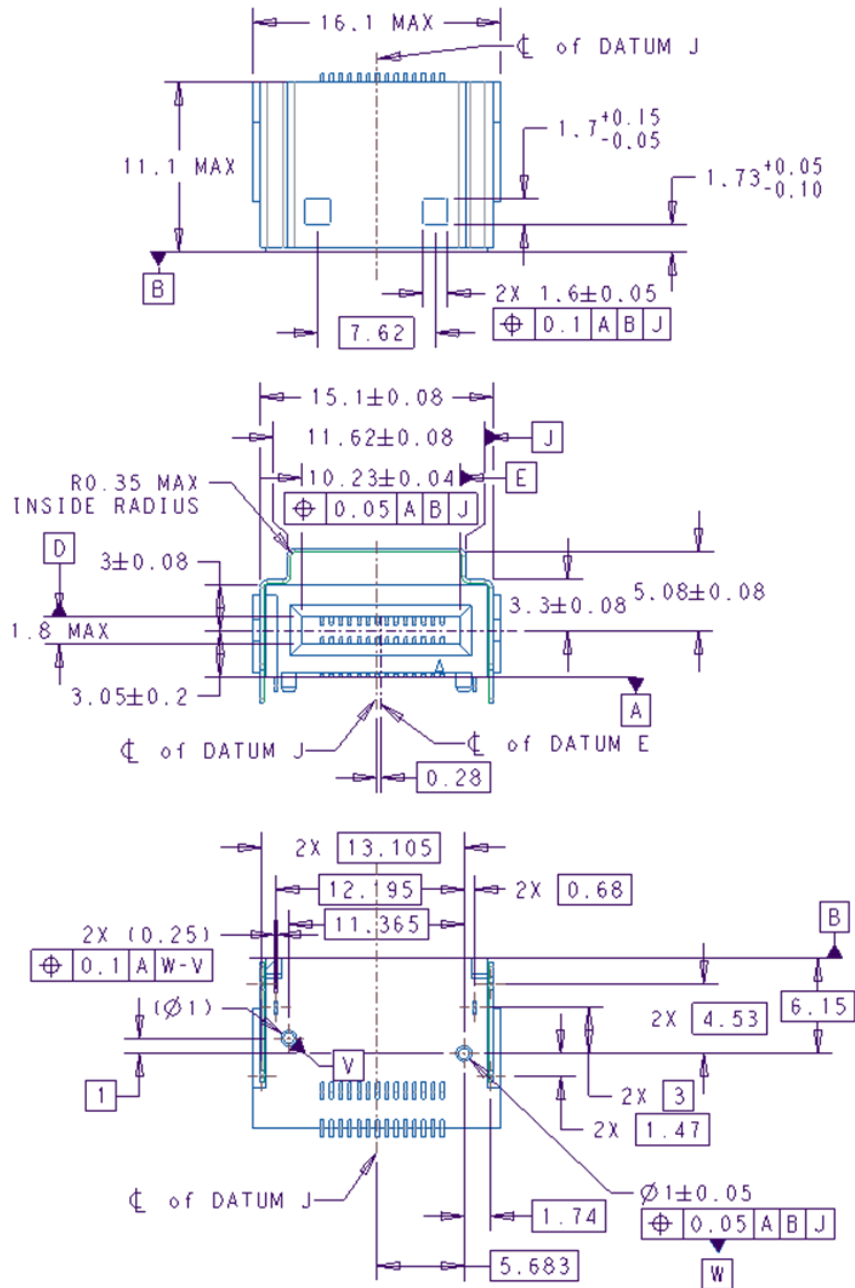 16.1 MAX
℄ of DATUM J
1.7 +0.15 -0.05
11.1 MAX
1.73 +0.05 -0.10
B
2X 1.6±0.05
⌖ 0.1 A B J
7.62
15.1±0.08
11.62±0.08 J
10.23±0.04 E
R0.35 MAX
INSIDE RADIUS
⌖ 0.05 A B J
D
3±0.08
5.08±0.08
3.3±0.08
1.8 MAX
A
3.05±0.2
A
℄ of DATUM J
℄ of DATUM E
0.28
2X 13.105
12.195
2X 0.68
11.365
B
2X (0.25)
⌖ 0.1 A W-V
(Ø1)
6.15
2X 4.53
V
1
2X 3
2X 1.47
℄ of DATUM J
Ø1±0.05
1.74
⌖ 0.05 A B J
5.683
W